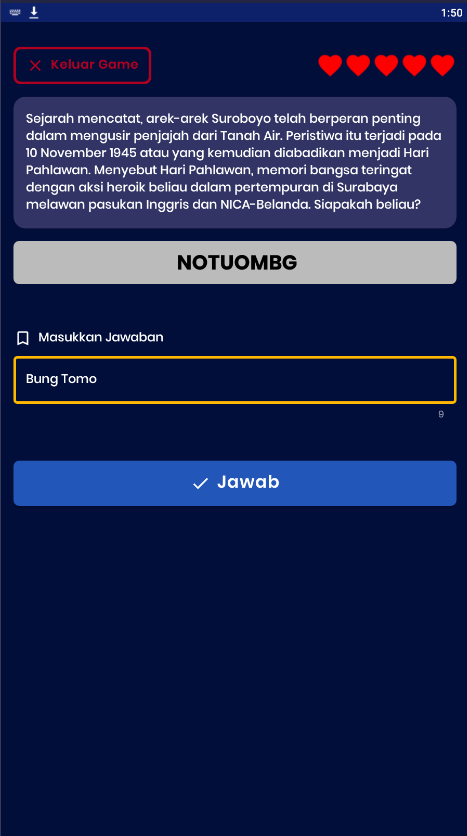 1:50
Keluar Game
Sejarah mencatat, arek-arek Suroboyo telah berperan penting
dalam mengusir penjajah dari Tanah Air. Peristiwa itu terjadi pada
10 November 1945 atau yang kemudian diabadikan menjadi Hari
Pahlawan. Menyebut Hari Pahlawan, memori bangsa teringat
dengan aksi heroik beliau dalam pertempuran di Surabaya
melawan pasukan Inggris dan NICA-Belanda. Siapakah beliau?
NOTUOMBG
Masukkan Jawaban
Bung Tomo
9
Jawab